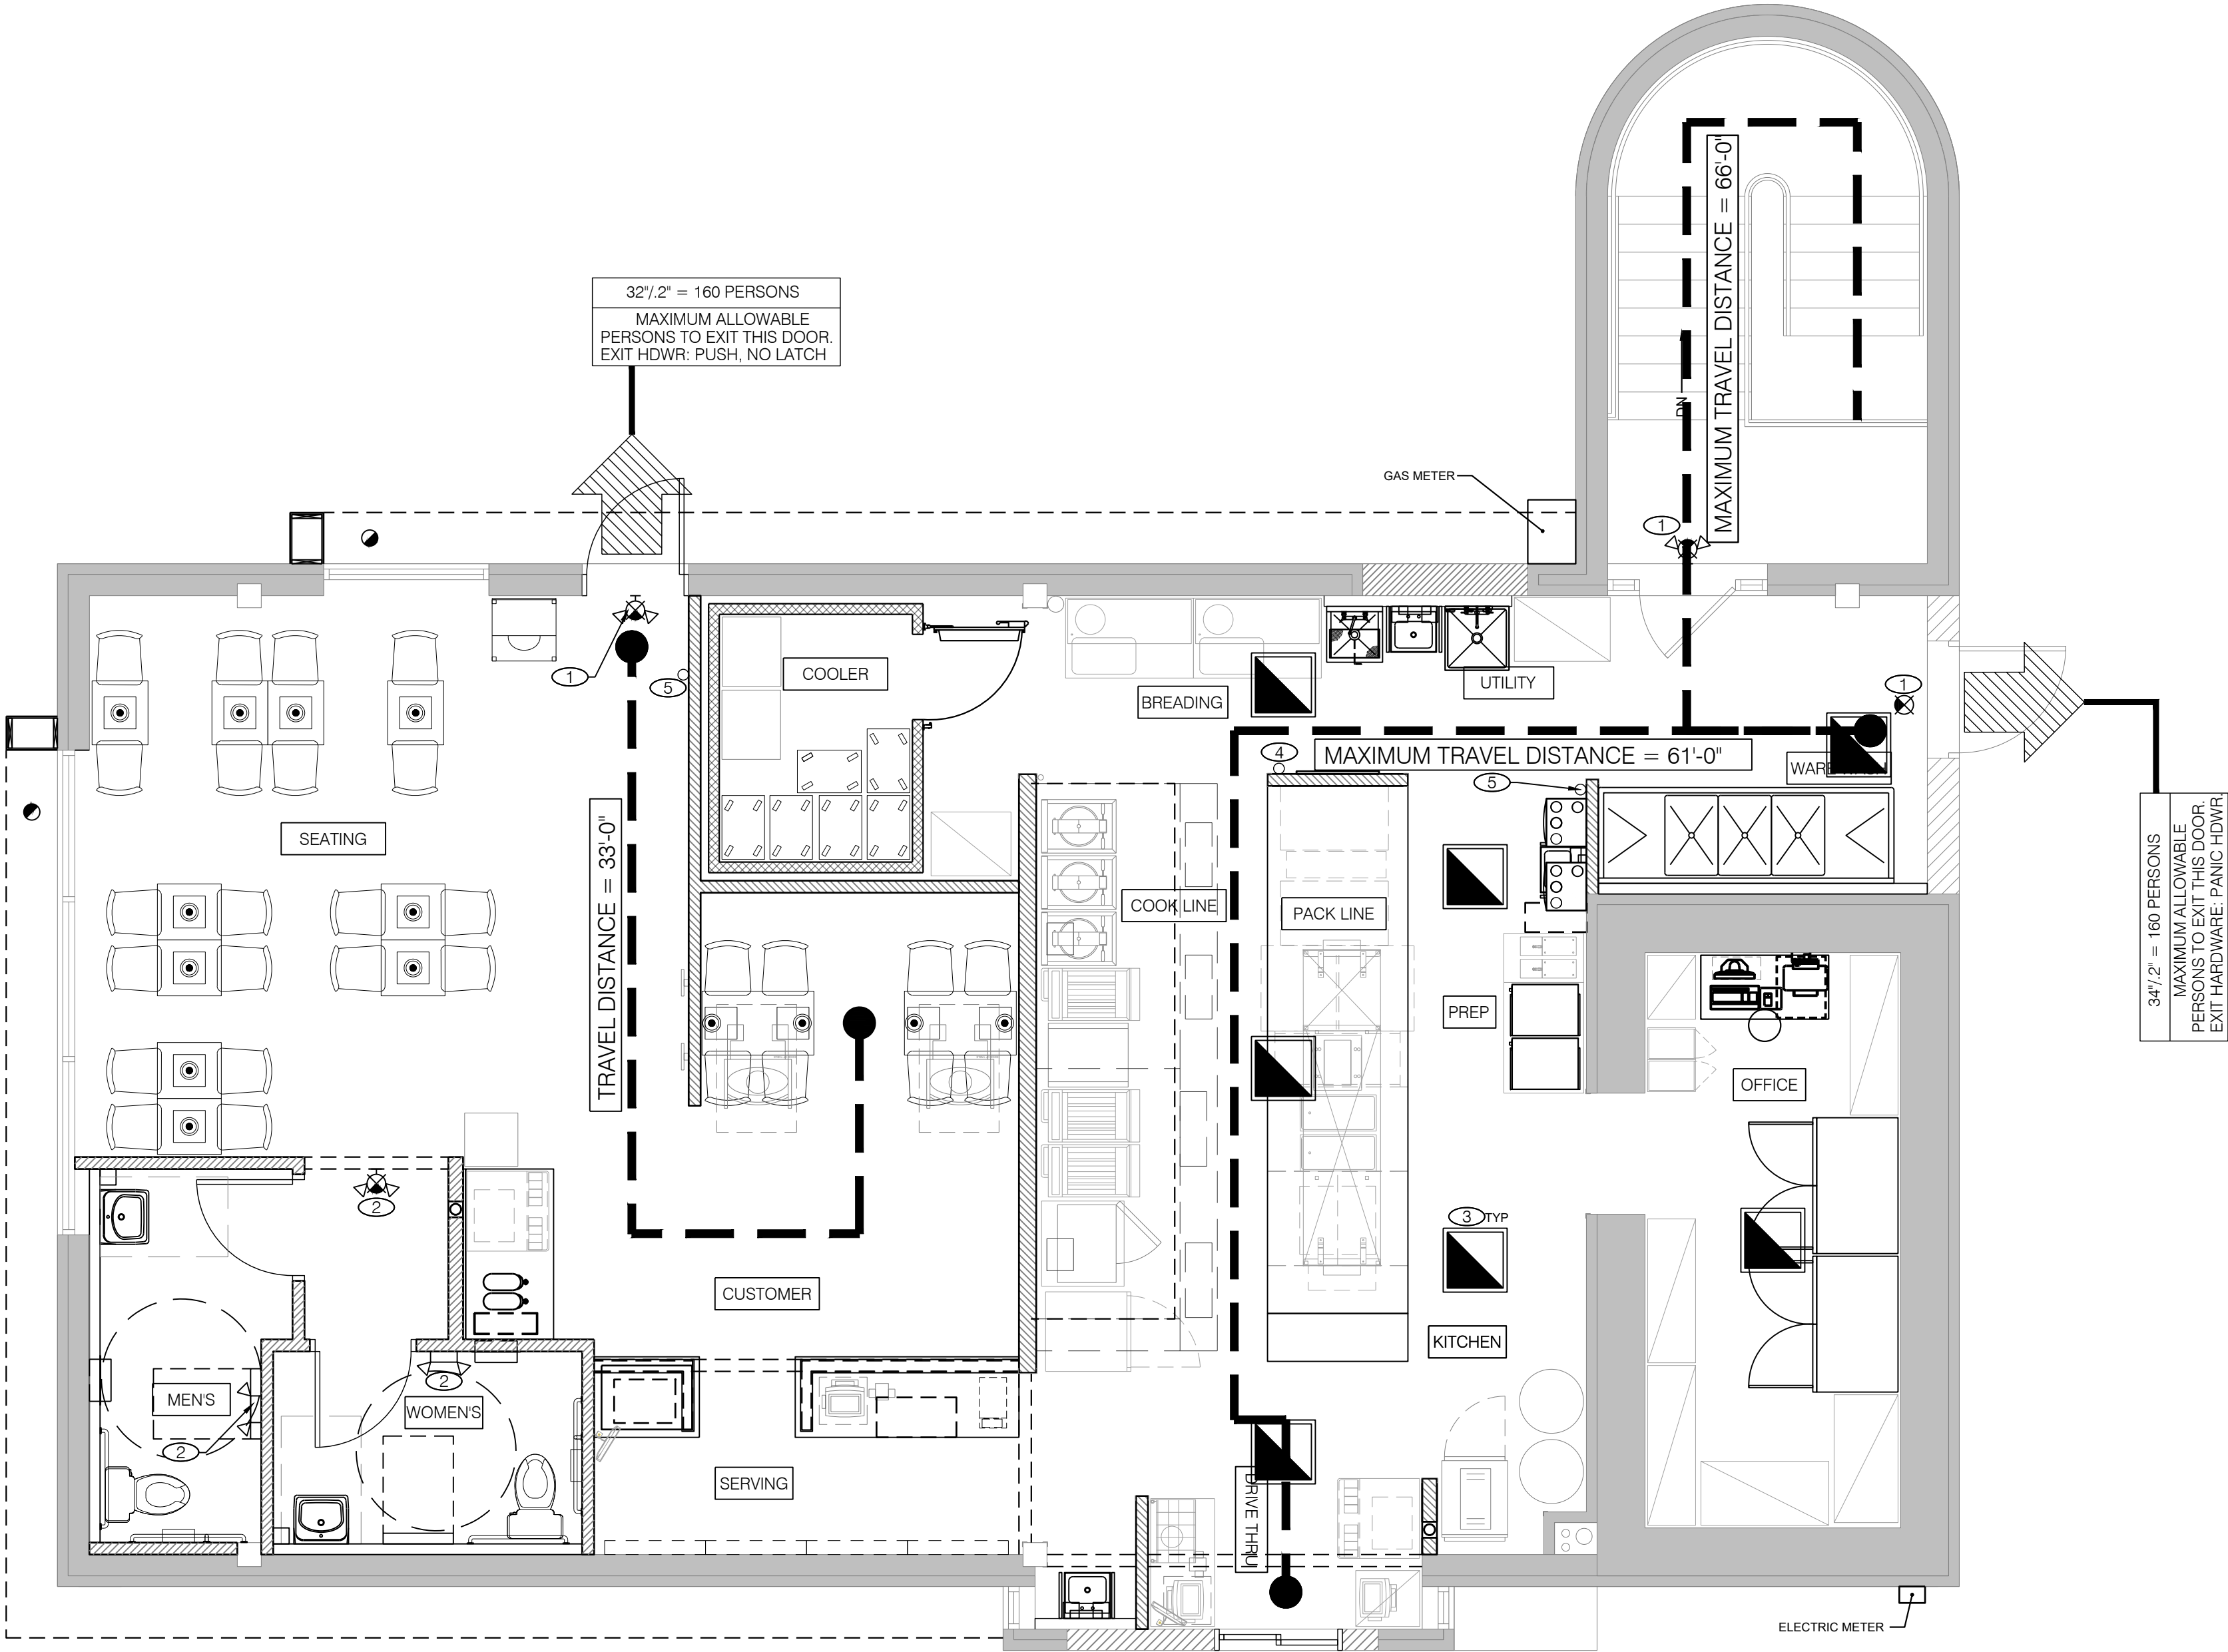 32"/.2" = 160 PERSONS
MAXIMUM ALLOWABLE
PERSONS TO EXIT THIS DOOR.
EXIT HDWR: PUSH, NO LATCH
MAXIMUM TRAVEL DISTANCE = 66'-0"
DN
GAS METER
1
1
5
COOLER
BREADING
UTILITY
1
4
MAXIMUM TRAVEL DISTANCE = 61'-0"
5
34"/.2" = 160 PERSONS
MAXIMUM ALLOWABLE
PERSONS TO EXIT THIS DOOR.
EXIT HARDWARE: PANIC HDWR.
SEATING
TRAVEL DISTANCE = 33'-0"
COOK LINE
PACK LINE
PREP
OFFICE
2
3 TYP
CUSTOMER
KITCHEN
2
MEN'S
WOMEN'S
2
SERVING
DRIVE THRU
ELECTRIC METER